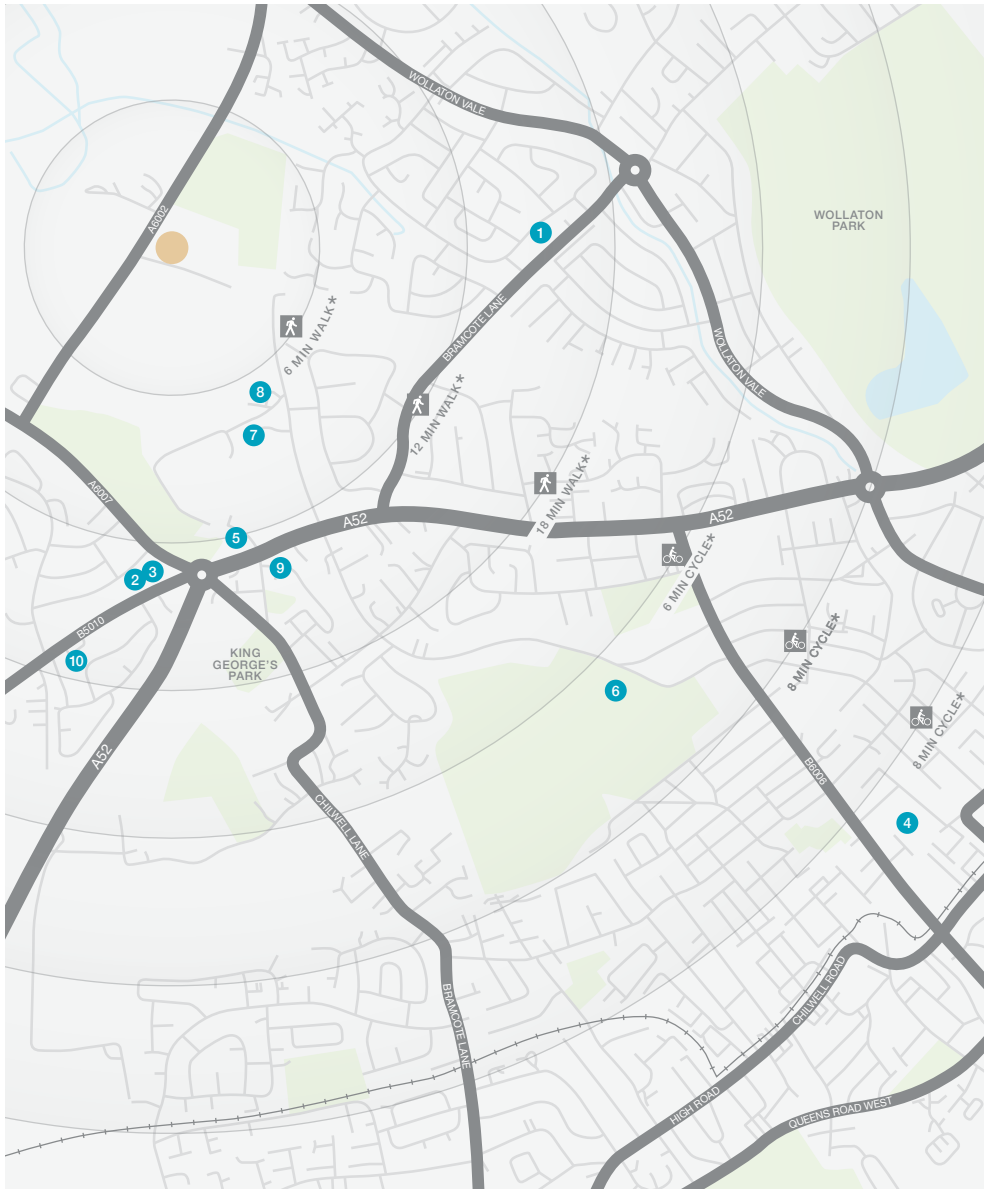 WOLLATON VALE
WOLLATON
PARK
A6002
1
6 MIN WALK*
BRAMCOTE LANE
WOLLATON VALE
8
12 MIN WALK*
7
18 MIN WALK*
A6007
A52
A52
5
6 MIN CYCLE*
9
3
2
B5010
8 MIN CYCLE*
10
KING
GEORGE'S
PARK
6
8 MIN CYCLE*
A52
B6006
CHILWELL LANE
4
BRAMCOTE LANE
CHILWELL ROAD
HIGH ROAD
QUEENS ROAD WEST